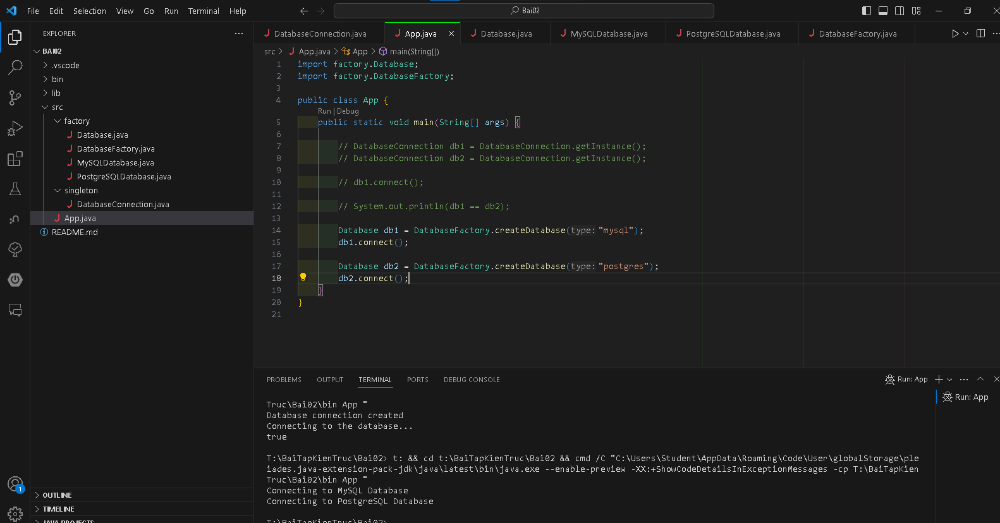 File Edit Selection View Go Run Terminal Help
Bai02
EXPLORER
BAI02
.vscode
bin
lib
src
factory
Database.java
DatabaseFactory.java
MySQLDatabase.java
PostgreSQLDatabase.java
singleton
DatabaseConnection.java
App.java
README.md
OUTLINE
TIMELINE
JAVA PROJECTS
1
DatabaseConnection.java App.java Database.java MySQLDatabase.java PostgreSQLDatabase.java DatabaseFactory.java
src > App.java > App > main(String[])
1 import factory.Database;
2 import factory.DatabaseFactory;
3
4 public class App {
Run | Debug
5 public static void main(String[] args) {
6
7 // DatabaseConnection db1 = DatabaseConnection.getInstance();
8 // DatabaseConnection db2 = DatabaseConnection.getInstance();
9
10 // db1.connect();
11
12 // System.out.println(db1 == db2);
13
14 Database db1 = DatabaseFactory.createDatabase(type:"mysql");
15 db1.connect();
16
17 Database db2 = DatabaseFactory.createDatabase(type:"postgres");
18 db2.connect();
19 }
20 }
21
PROBLEMS OUTPUT TERMINAL PORTS DEBUG CONSOLE
Run: App
Run: App
Truc\Bai02\bin App "
Database connection created
Connecting to the database...
true
T:\BaiTapKienTruc\Bai02> t: && cd t:\BaiTapKienTruc\Bai02 && cmd /C "C:\Users\Student\AppData\Roaming\Code\User\globalStorage\ple
iades.java-extension-pack-jdk\java\latest\bin\java.exe --enable-preview -XX:+ShowCodeDetailsInExceptionMessages -cp T:\BaiTapKien
Truc\Bai02\bin App "
Connecting to MySQL Database
Connecting to PostgreSQL Database
T:\BaiTapKienTruc\Bai02>